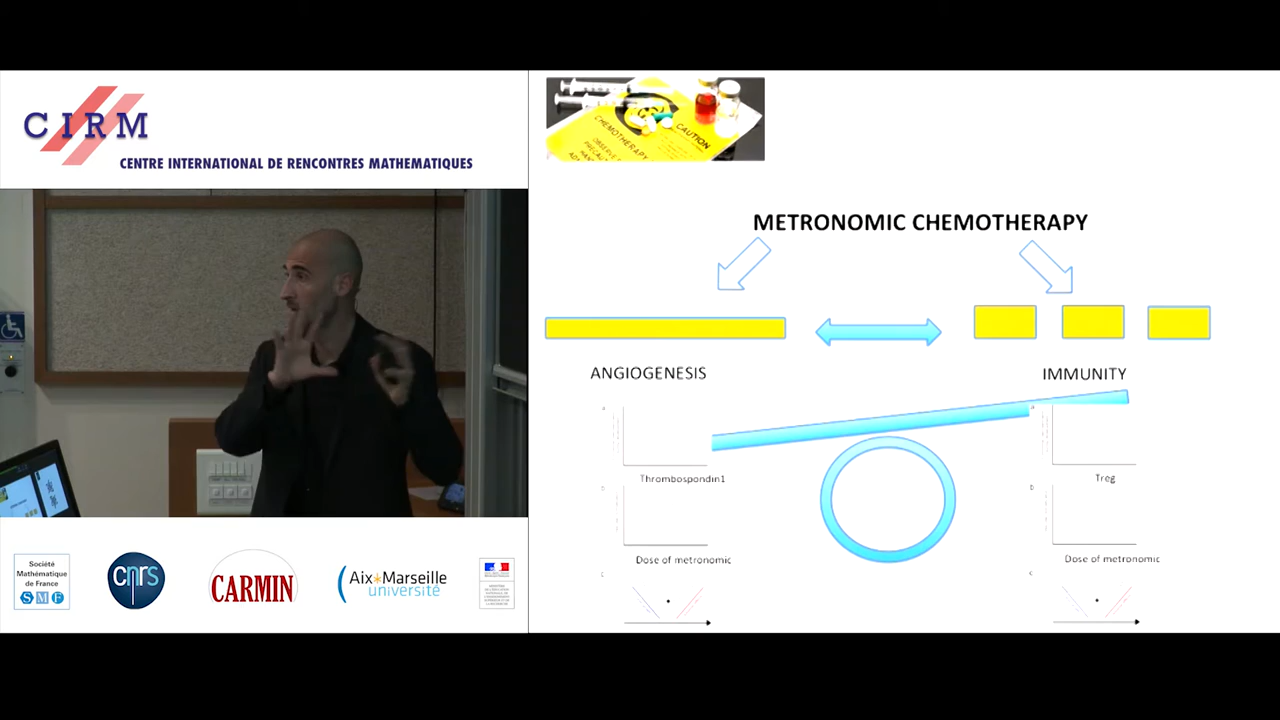 CIRM
CENTRE INTERNATIONAL DE RENCONTRES MATHEMATIQUES
CHEMOTHERAPY
CAUTION
METRONOMIC CHEMOTHERAPY
ANGIOGENESIS
IMMUNITY
Thrombospondin1
Treg
Dose of metronomic
Dose of metronomic
Société
Mathématique
de France
SMF
cnrs
CARMIN
Aix*Marseille
université